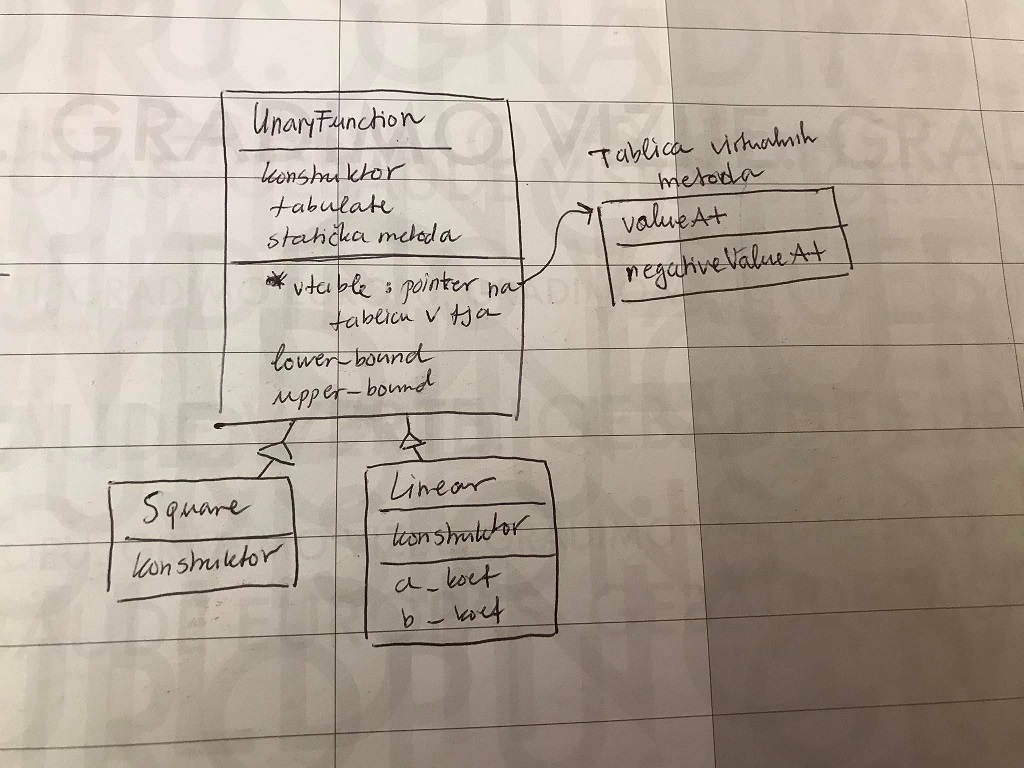 UnaryFunction
konstruktor
tabulate
statička metoda
* vtable : pointer na
tablicu v fja
lower_bound
upper_bound
Tablica virtualnih
metoda
valueAt
negativeValueAt
Square
konstruktor
Linear
konstruktor
a_koef
b_koef